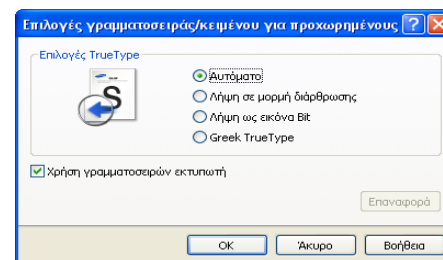 Επιλογές γραμματοσειράς/κειμένου για προχωρημένους
Επιλογές TrueType
S
Αυτόματο
Λήψη σε μορφή διάρθρωσης
Λήψη ως εικόνα Bit
Greek TrueType
Χρήση γραμματοσειρών εκτυπωτή
Επαναφορά
OK Άκυρο Βοήθεια